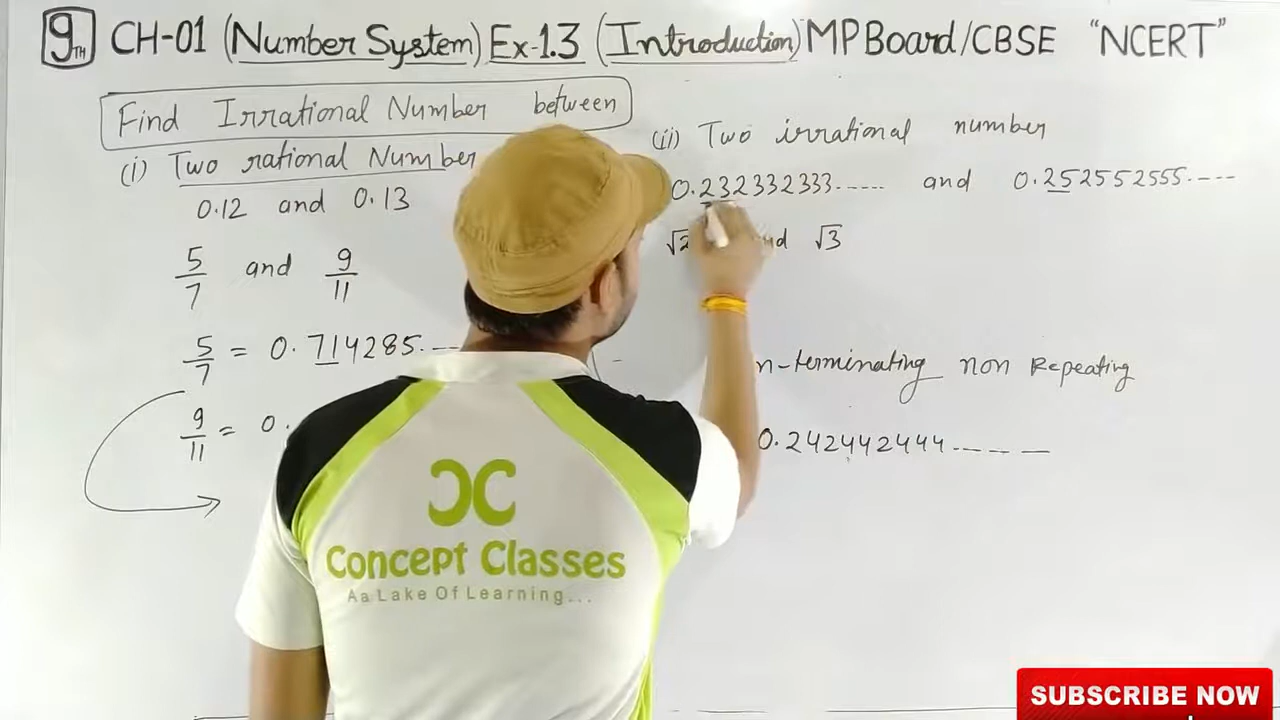 9TH CH-01 (Number System) Ex-1.3 (Introduction) MP Board/CBSE "NCERT"
Find Irrational Number between
(i) Two rational Number
0.12 and 0.13
5/7 and 9/11
5/7 = 0.714285.---
9/11 = 0.
(ii) Two irrational number
0.232332333...... and 0.252552555.----
√2 √3
n-terminating non Repeating
0.242442444.---- 
ƆC
Concept Classes
Aa Lake Of Learning...
SUBSCRIBE NOW